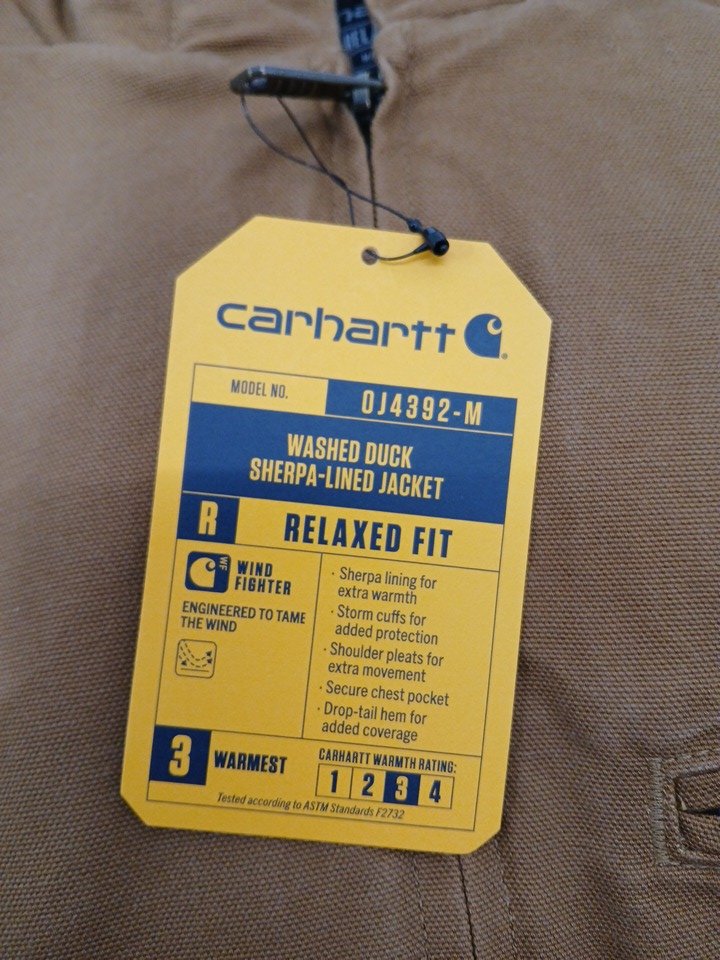 carhartt
MODEL NO. 0J4392-M
WASHED DUCK
SHERPA-LINED JACKET
R RELAXED FIT
WF
WIND
FIGHTER
ENGINEERED TO TAME
THE WIND
· Sherpa lining for
extra warmth
· Storm cuffs for
added protection
· Shoulder pleats for
extra movement
· Secure chest pocket
· Drop-tail hem for
added coverage
3 WARMEST
CARHARTT WARMTH RATING:
1 2 3 4
Tested according to ASTM Standards F2732